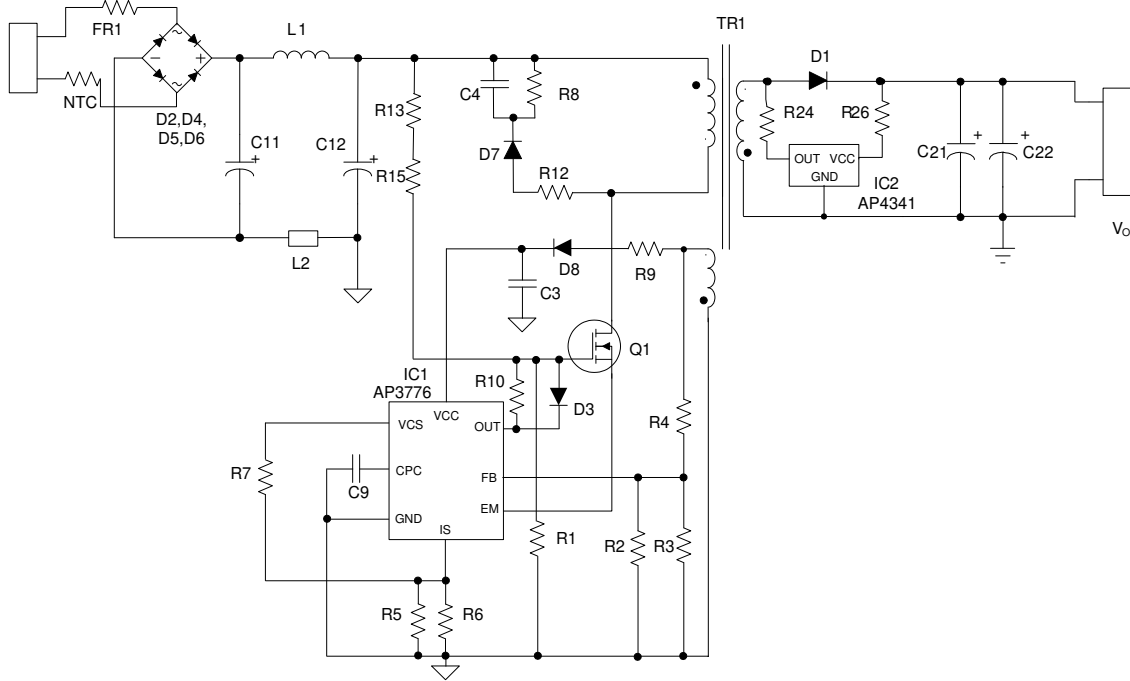 TR1
FR1
L1
D1
NTC
C4
R8
R13
R24
R26
D2,D4,
D5,D6
C11
C12
D7
R15
OUT VCC
GND
C21
C22
R12
IC2
AP4341
VO
L2
D8
R9
C3
Q1
IC1
AP3776
R10
D3
VCC
VCS
OUT
R4
R7
CPC
C9
FB
GND
EM
IS
R1
R2
R3
R5
R6
− +
~
~
+
+
+
+